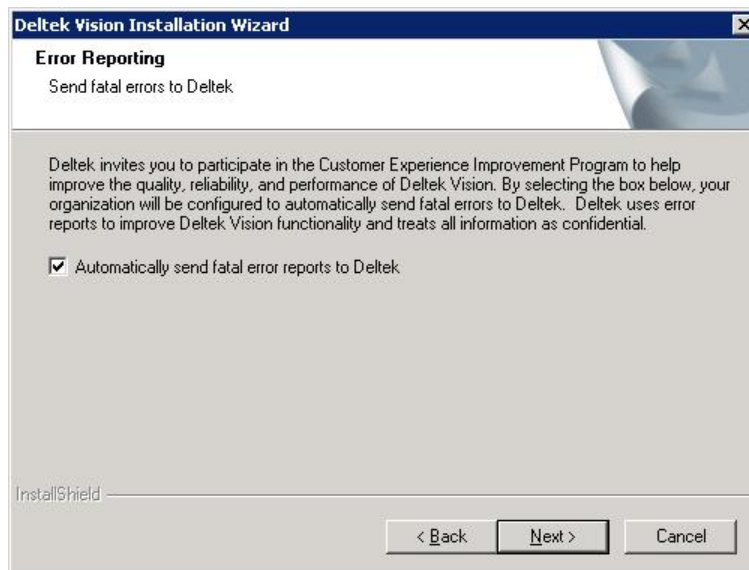 Deltek Vision Installation Wizard
Error Reporting
Send fatal errors to Deltek
Deltek invites you to participate in the Customer Experience Improvement Program to help
improve the quality, reliability, and performance of Deltek Vision. By selecting the box below, your
organization will be configured to automatically send fatal errors to Deltek. Deltek uses error
reports to improve Deltek Vision functionality and treats all information as confidential.
Automatically send fatal error reports to Deltek
InstallShield
< Back
Next >
Cancel